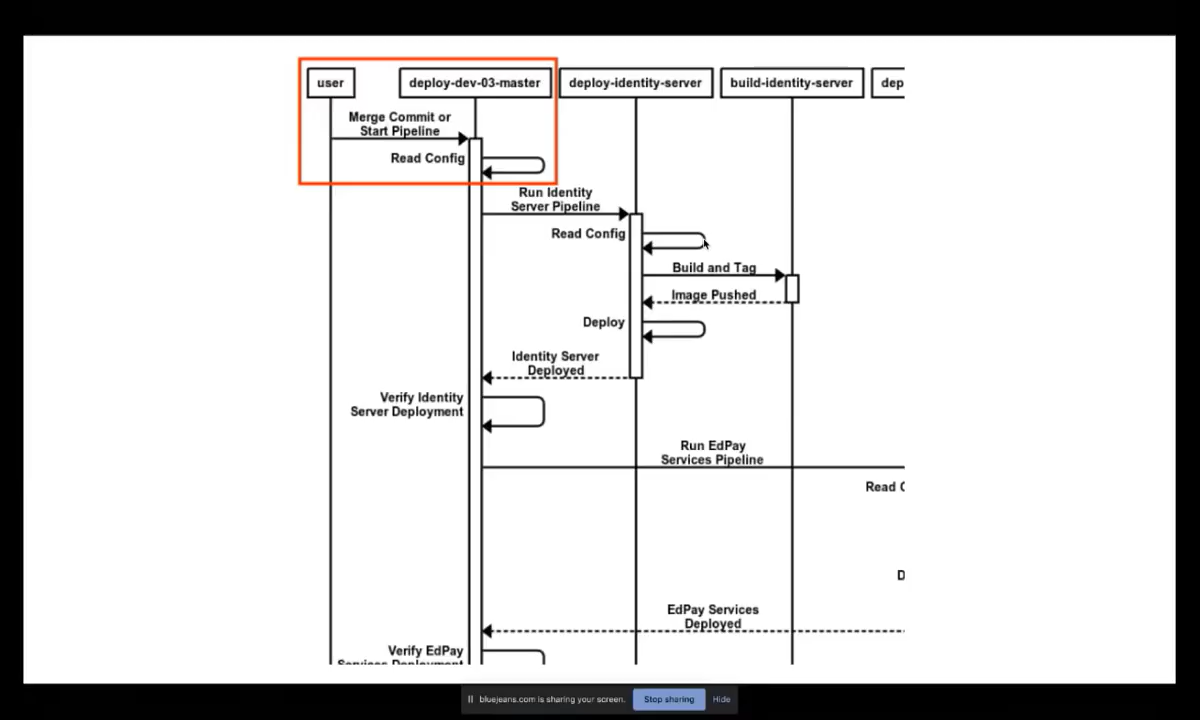 user
deploy-dev-03-master
deploy-identity-server
build-identity-server
dep
Merge Commit or
Start Pipeline
Read Config
Run Identity
Server Pipeline
Read Config
Build and Tag
Image Pushed
Deploy
Identity Server
Deployed
Verify Identity
Server Deployment
Run EdPay
Services Pipeline
Read C
D
EdPay Services
Deployed
Verify EdPay
Services Deployment
bluejeans.com is sharing your screen.
Stop sharing
Hide